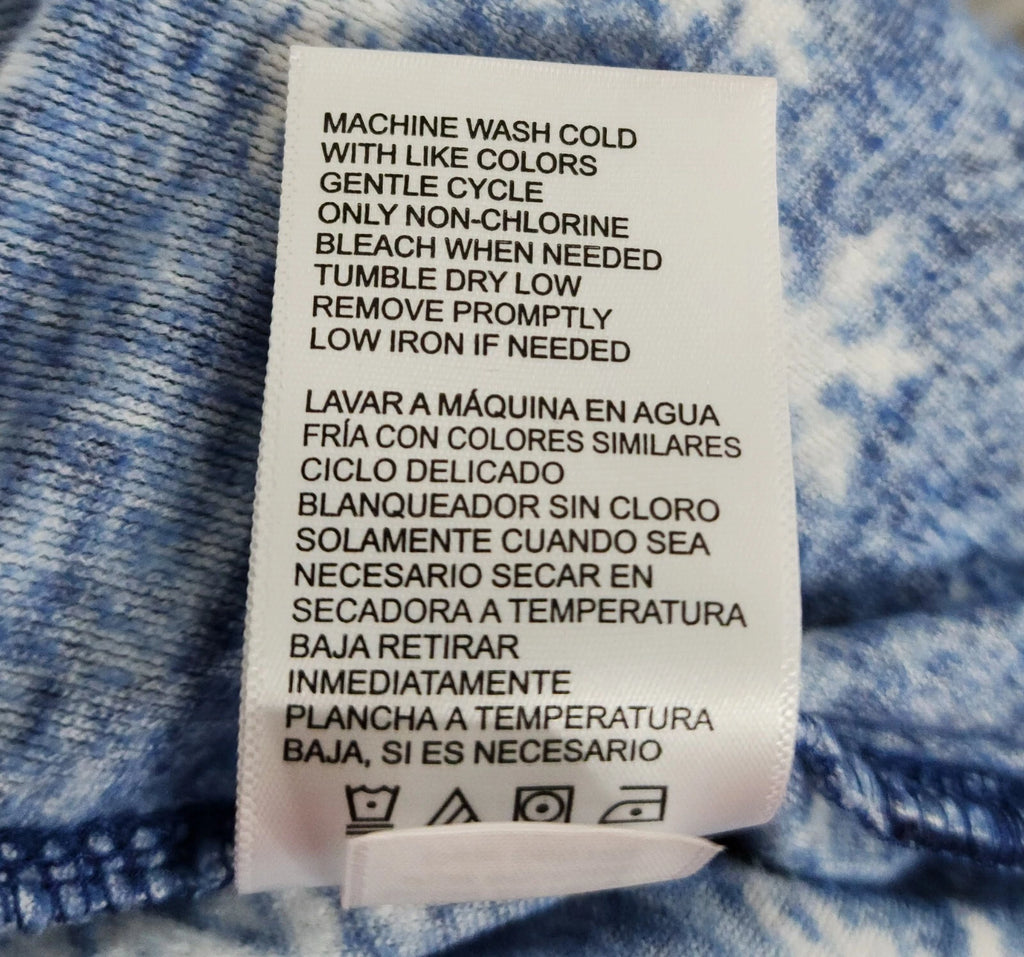 MACHINE WASH COLD
WITH LIKE COLORS
GENTLE CYCLE
ONLY NON-CHLORINE
BLEACH WHEN NEEDED
TUMBLE DRY LOW
REMOVE PROMPTLY
LOW IRON IF NEEDED
LAVAR A MÁQUINA EN AGUA
FRÍA CON COLORES SIMILARES
CICLO DELICADO
BLANQUEADOR SIN CLORO
SOLAMENTE CUANDO SEA
NECESARIO SECAR EN
SECADORA A TEMPERATURA
BAJA RETIRAR
INMEDIATAMENTE
PLANCHA A TEMPERATURA
BAJA, SI ES NECESARIO